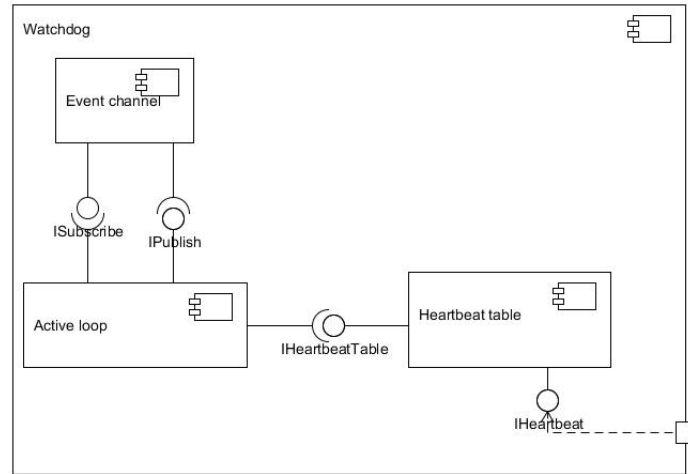 Watchdog
Event channel
ISubscribe
IPublish
Active loop
Heartbeat table
IHeartbeatTable
IHeartbeat